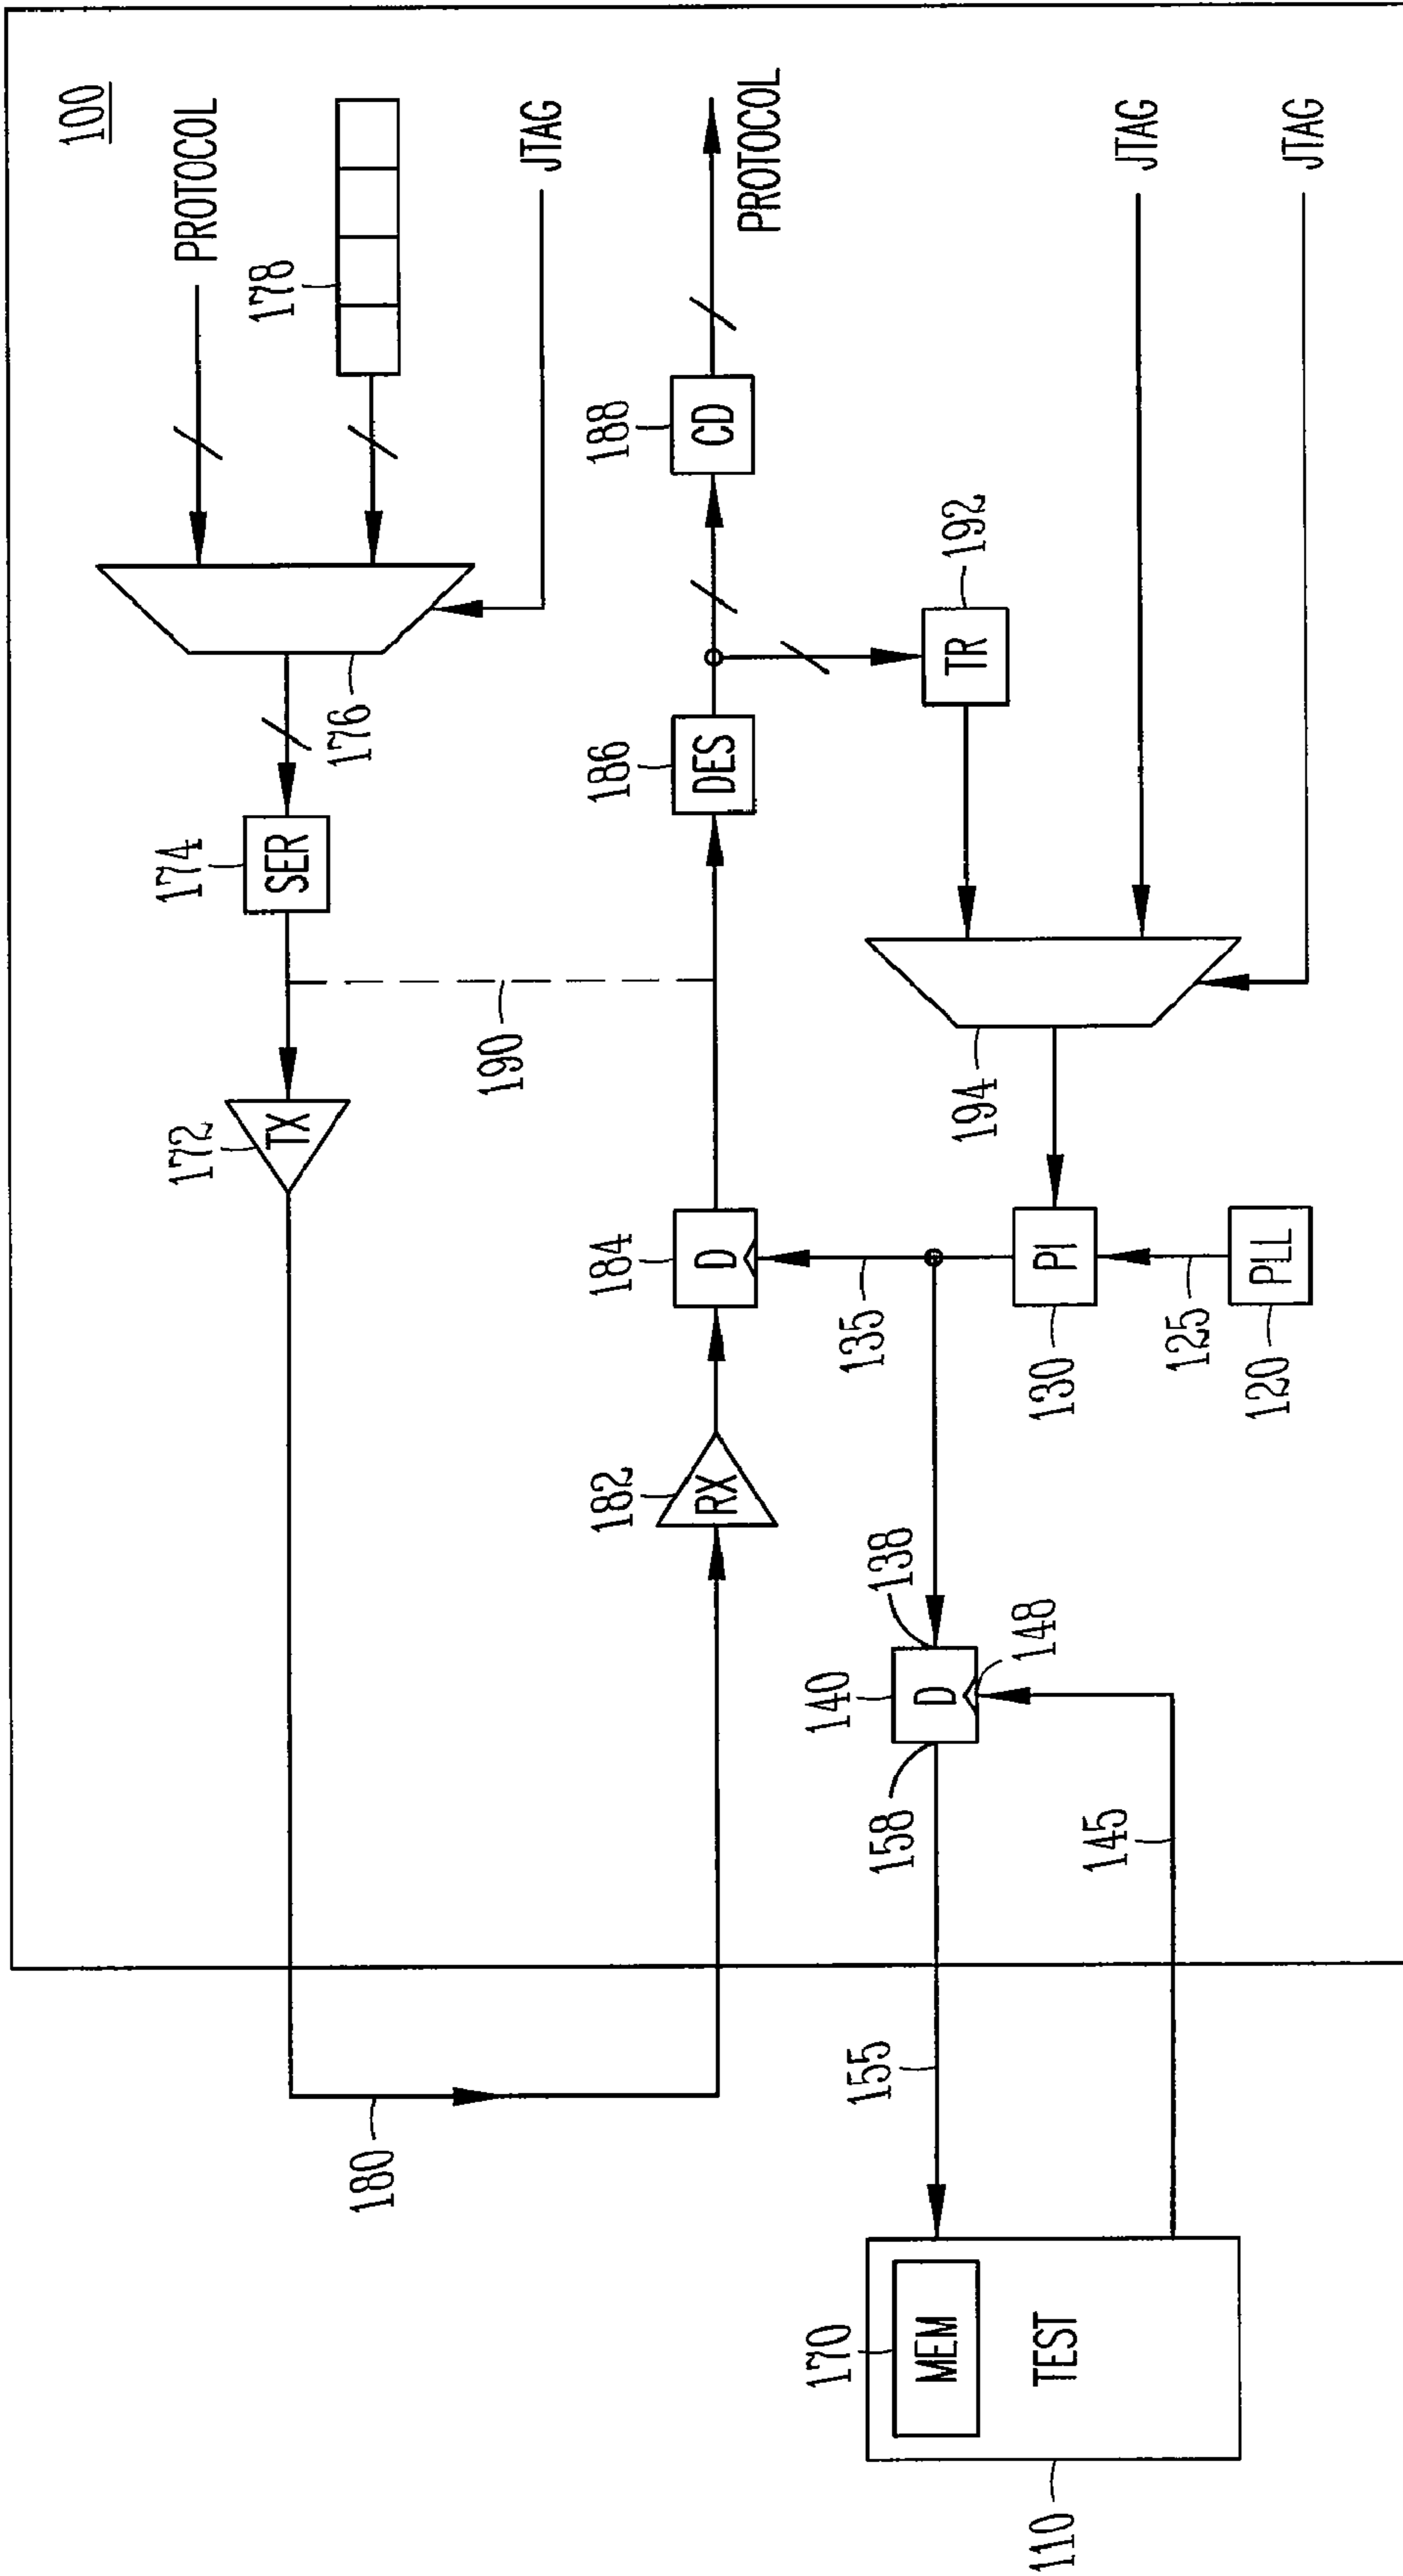 100
PROTOCOL
178
JTAG
176
174
SER
172
TX
190
180
PROTOCOL
188
CD
186
DES
184
D
182
RX
192
TR
JTAG
JTAG
194
135
130
PI
125
120
PLL
138
140
D
148
158
145
155
170
MEM
TEST
110